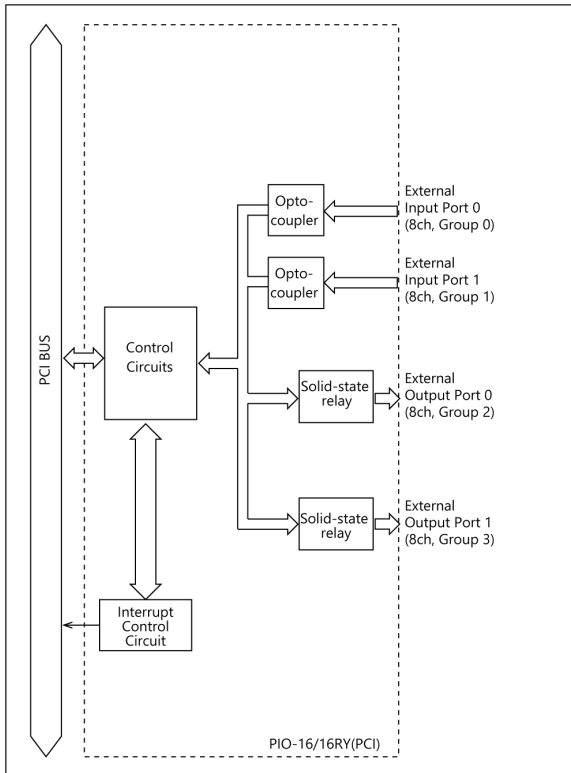 Opto-
coupler
External
Input Port 0
(8ch, Group 0)
Opto-
coupler
External
Input Port 1
(8ch, Group 1)
PCI BUS
Control
Circuits
Solid-state
relay
External
Output Port 0
(8ch, Group 2)
Solid-state
relay
External
Output Port 1
(8ch, Group 3)
Interrupt
Control
Circuit
PIO-16/16RY(PCI)